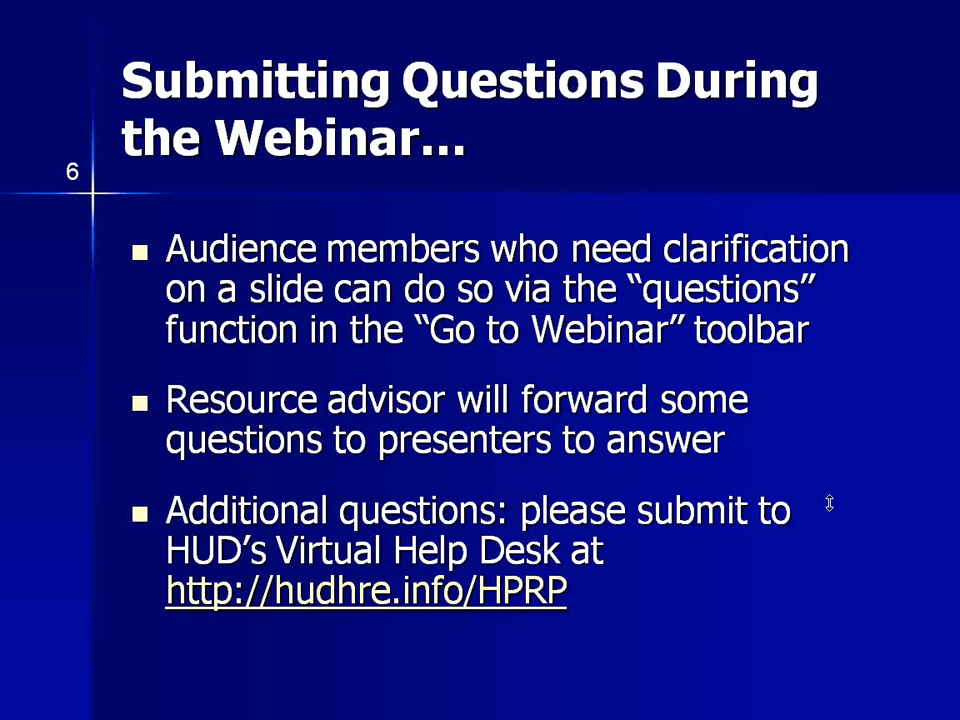 Submitting Questions During
the Webinar…
6
■ Audience members who need clarification
on a slide can do so via the “questions”
function in the “Go to Webinar” toolbar
■ Resource advisor will forward some
questions to presenters to answer
■ Additional questions: please submit to
HUD’s Virtual Help Desk at
http://hudhre.info/HPRP